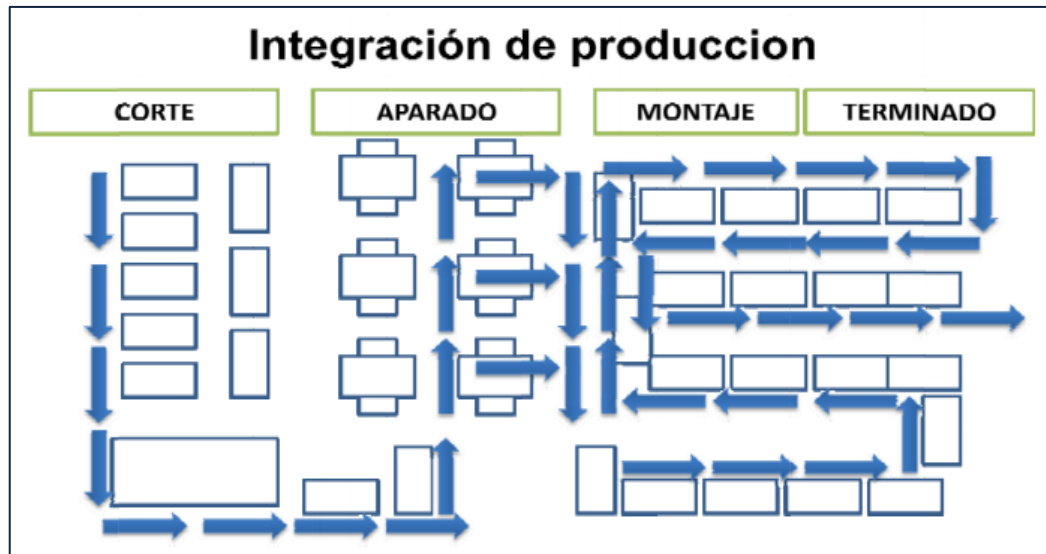 Integración de produccion
CORTE
APARADO
MONTAJE
TERMINADO